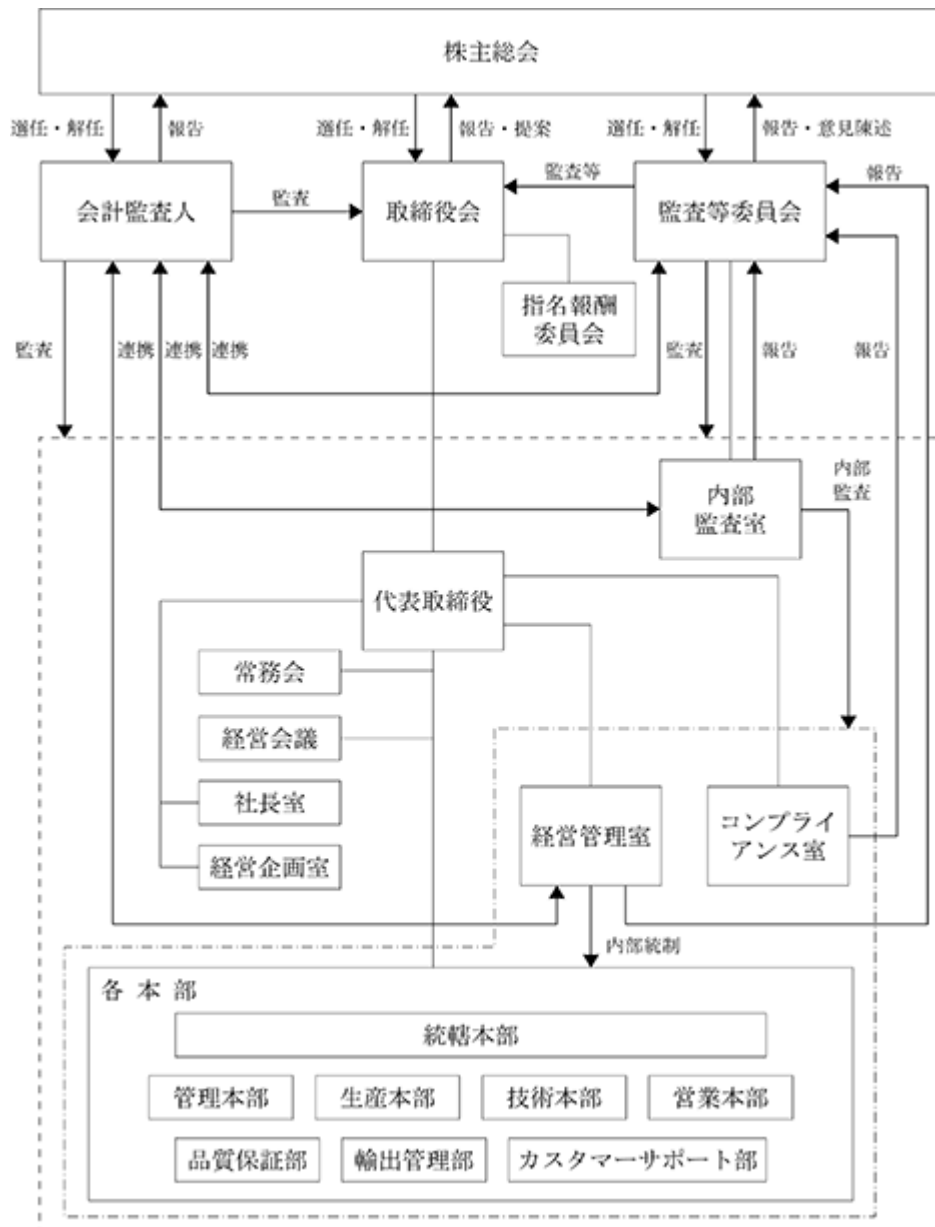 株主総会
選任・解任
報告
選任・解任
報告・提案
選任・解任
報告・意見陳述
会計監査人
監査
取締役会
監査等
監査等委員会
報告
指名報酬
委員会
監査
連携
連携
連携
監査
報告
報告
内部
監査室
内部
監査
代表取締役
常務会
経営会議
社長室
経営企画室
経営管理室
コンプライ
アンス室
内部統制
各本部
統轄本部
管理本部
生産本部
技術本部
営業本部
品質保証部
輸出管理部
カスタマーサポート部